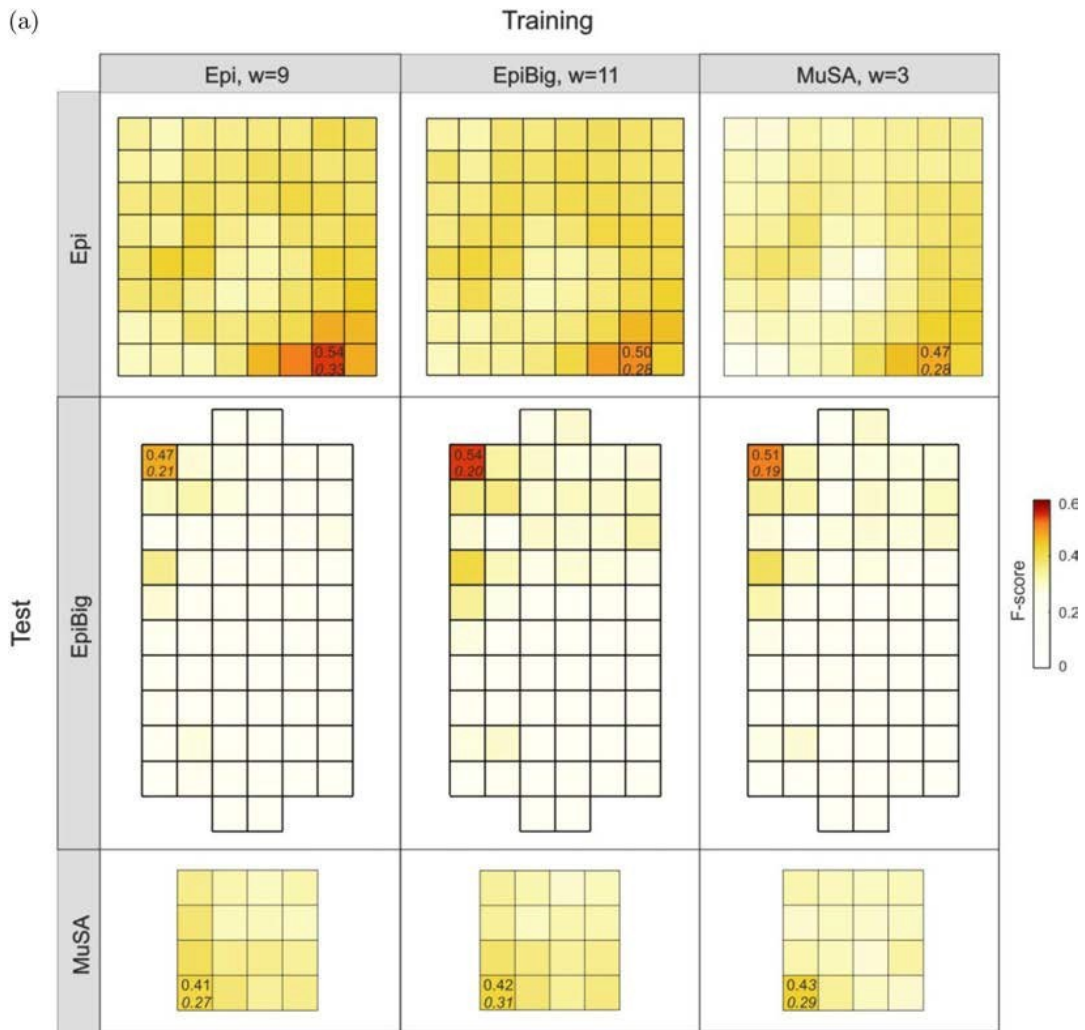 (a)
Training
Epi, w=9
EpiBig, w=11
MuSA, w=3
Test
Epi
0.54
0.33
0.50
0.28
0.47
0.28
EpiBig
0.47
0.21
0.54
0.20
0.51
0.19
MuSA
0.41
0.27
0.42
0.31
0.43
0.29
F-score
0.6
0.4
0.2
0